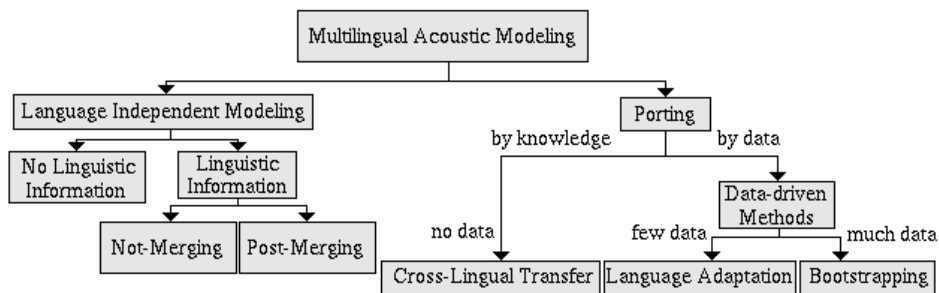 Multilingual Acoustic Modeling
Language Independent Modeling
Porting
by knowledge
by data
No Linguistic
Information
Linguistic
Information
Data-driven
Methods
Not-Merging
Post-Merging
no data
few data
much data
Cross-Lingual Transfer
Language Adaptation
Bootstrapping